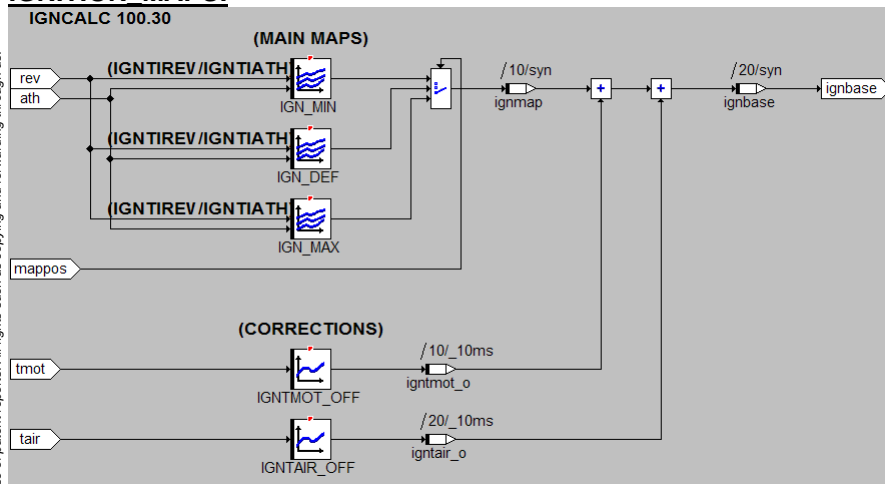 IGNCALC 100.30
(MAIN MAPS)
rev
ath
(IGNTIREV/IGNTIATH)
IGN_MIN
/10/syn
ignmap
/20/syn
ignbase
ignbase
(IGNTIREV/IGNTIATH)
IGN_DEF
(IGNTIREV/IGNTIATH)
IGN_MAX
mappos
(CORRECTIONS)
tmot
IGNTMOT_OFF
/10/_10ms
igntmot_o
tair
IGNTAIR_OFF
/20/_10ms
igntair_o